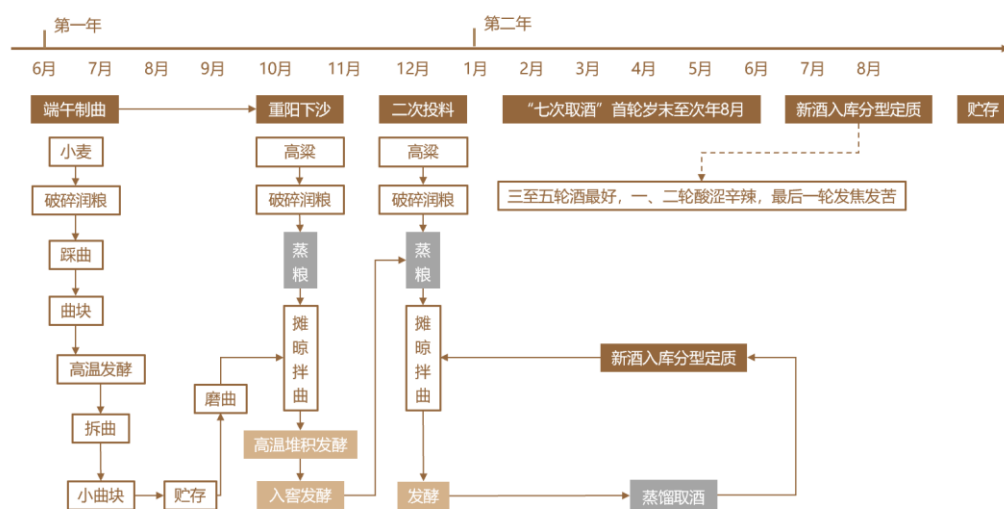 第一年
第二年
6月 7月 8月 9月 10月 11月 12月 1月 2月 3月 4月 5月 6月 7月 8月
端午制曲
重阳下沙
二次投料
“七次取酒”首轮岁末至次年8月
新酒入库分型定质
贮存
小麦
破碎润粮
踩曲
曲块
高温发酵
拆曲
小曲块
贮存
磨曲
高粱
破碎润粮
蒸粮
摊晾拌曲
高温堆积发酵
入窖发酵
高粱
破碎润粮
蒸粮
摊晾拌曲
发酵
三至五轮酒最好，一、二轮酸涩辛辣，最后一轮发焦发苦
新酒入库分型定质
蒸馏取酒